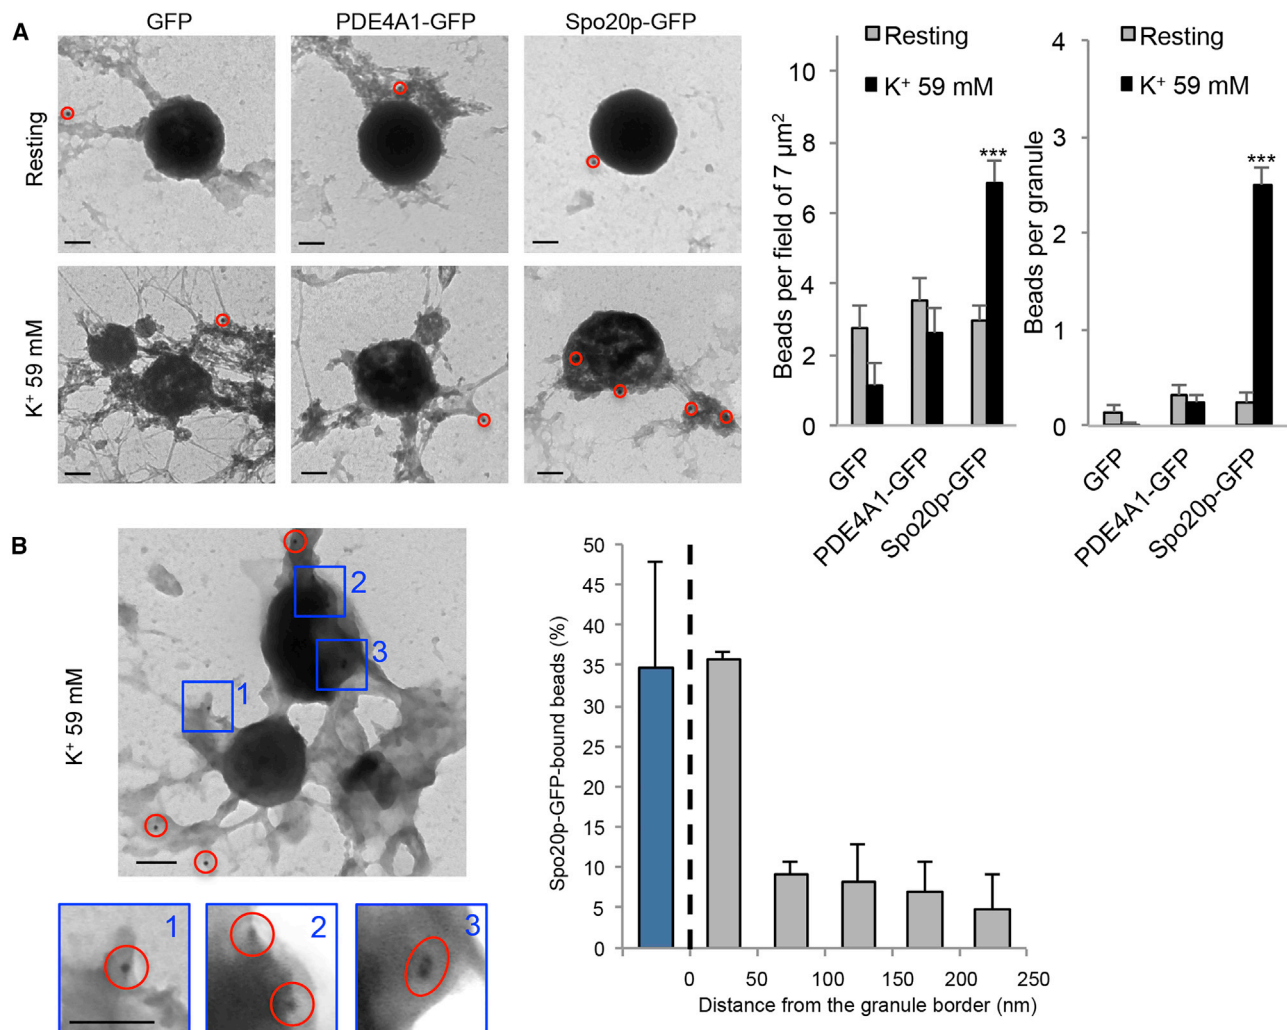 A
GFP
PDE4A1-GFP
Spo20p-GFP
Resting
K⁺ 59 mM
Beads per field of 7 µm²
10
8
6
4
2
0
Resting
K⁺ 59 mM
***
GFP
PDE4A1-GFP
Spo20p-GFP
Beads per granule
4
3
2
1
0
Resting
K⁺ 59 mM
***
GFP
PDE4A1-GFP
Spo20p-GFP
B
K⁺ 59 mM
1
2
3
1
2
3
Spo20p-GFP-bound beads (%)
50
45
40
35
30
25
20
15
10
5
0
0
50
100
150
200
250
Distance from the granule border (nm)